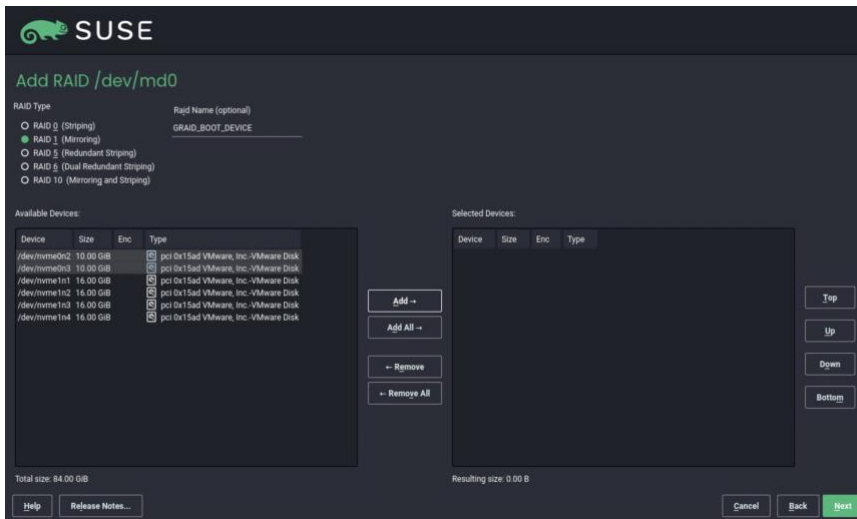 SUSE
Add RAID /dev/md0
RAID Type
Raid Name (optional)
RAID 0 (Striping)
GRAID_BOOT_DEVICE
RAID 1 (Mirroring)
RAID 5 (Redundant Striping)
RAID 6 (Dual Redundant Striping)
RAID 10 (Mirroring and Striping)
Available Devices:
Device Size Enc Type
/dev/nvme0n2 10.00 GiB pci 0x15ad VMware, Inc.-VMware Disk
/dev/nvme0n3 10.00 GiB pci 0x15ad VMware, Inc.-VMware Disk
/dev/nvme1n1 16.00 GiB pci 0x15ad VMware, Inc.-VMware Disk
/dev/nvme1n2 16.00 GiB pci 0x15ad VMware, Inc.-VMware Disk
/dev/nvme1n3 16.00 GiB pci 0x15ad VMware, Inc.-VMware Disk
/dev/nvme1n4 16.00 GiB pci 0x15ad VMware, Inc.-VMware Disk
Total size: 84.00 GiB
Add →
Add All →
← Remove
← Remove All
Selected Devices:
Device Size Enc Type
Resulting size: 0.00 B
Top
Up
Down
Bottom
Help
Release Notes...
Cancel
Back
Next